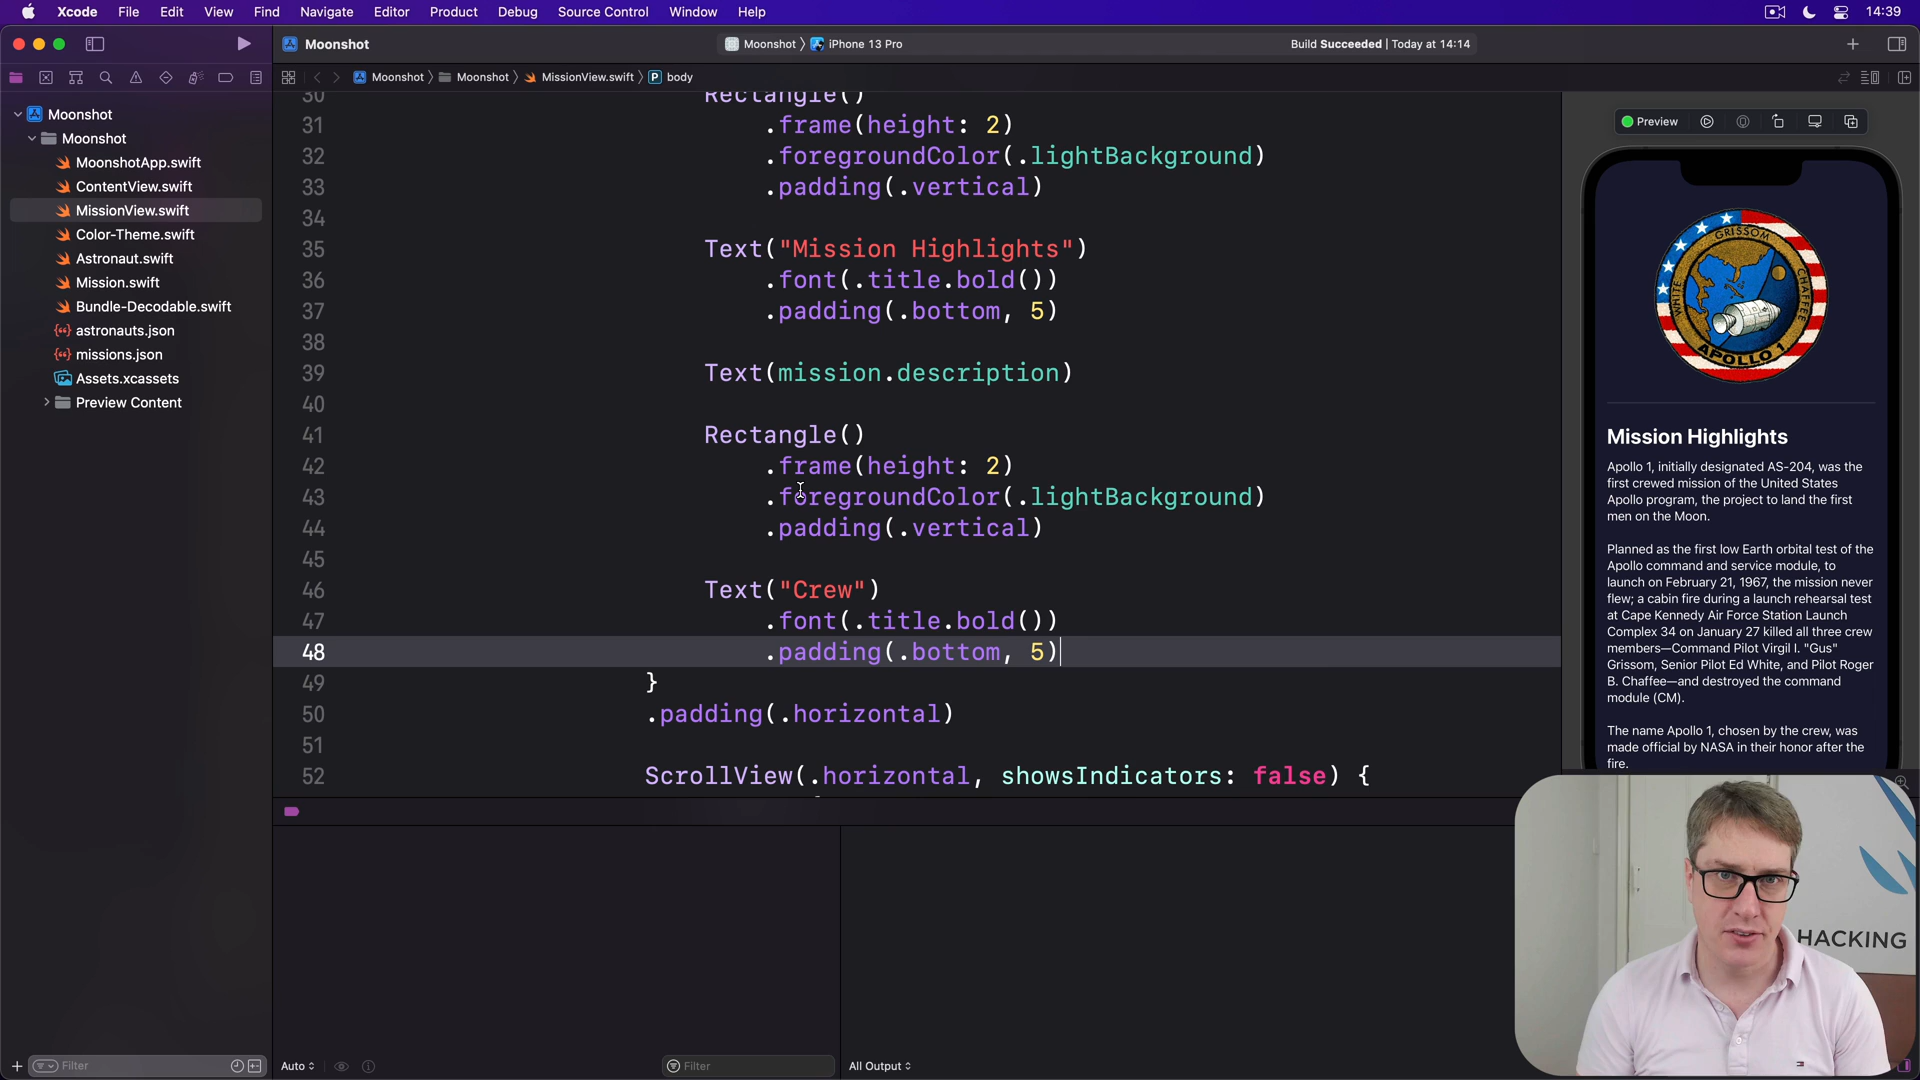 Xcode File Edit View Find Navigate Editor Product Debug Source Control Window Help 14:39
Moonshot Moonshot iPhone 13 Pro Build Succeeded | Today at 14:14
Moonshot Moonshot MissionView.swift P body
Moonshot
Moonshot
MoonshotApp.swift
ContentView.swift
MissionView.swift
Color-Theme.swift
Astronaut.swift
Mission.swift
Bundle-Decodable.swift
astronauts.json
missions.json
Assets.xcassets
Preview Content
30 Rectangle()
31 .frame(height: 2)
32 .foregroundColor(.lightBackground)
33 .padding(.vertical)
34
35 Text("Mission Highlights")
36 .font(.title.bold())
37 .padding(.bottom, 5)
38
39 Text(mission.description)
40
41 Rectangle()
42 .frame(height: 2)
43 .foregroundColor(.lightBackground)
44 .padding(.vertical)
45
46 Text("Crew")
47 .font(.title.bold())
48 .padding(.bottom, 5)
49 }
50 .padding(.horizontal)
51
52 ScrollView(.horizontal, showsIndicators: false) {
Preview
GRISSOM
WHITE
CHAFFEE
APOLLO 1
Mission Highlights
Apollo 1, initially designated AS-204, was the
first crewed mission of the United States
Apollo program, the project to land the first
men on the Moon.
Planned as the first low Earth orbital test of the
Apollo command and service module, to
launch on February 21, 1967, the mission never
flew; a cabin fire during a launch rehearsal test
at Cape Kennedy Air Force Station Launch
Complex 34 on January 27 killed all three crew
members—Command Pilot Virgil I. "Gus"
Grissom, Senior Pilot Ed White, and Pilot Roger
B. Chaffee—and destroyed the command
module (CM).
The name Apollo 1, chosen by the crew, was
made official by NASA in their honor after the
fire.
HACKING
Filter
Auto
Filter
All Output